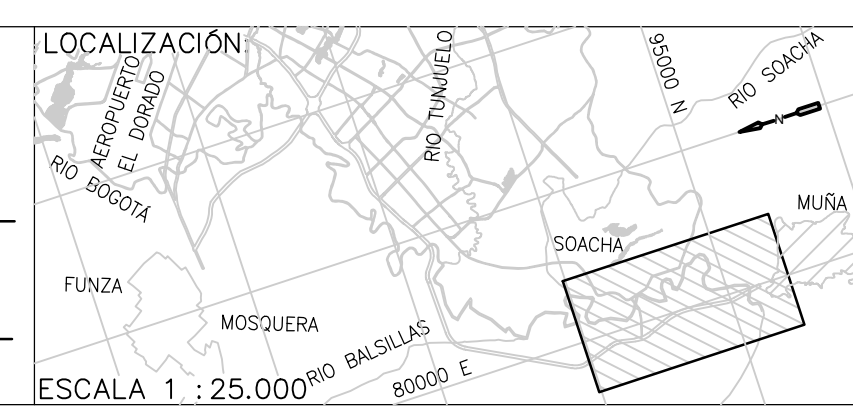 LOCALIZACIÓN:
AEROPUERTO
EL DORADO
RIO BOGOTÁ
RIO TUNJUELO
95000 N
RIO SOACHA
N
MUÑA
SOACHA
FUNZA
MOSQUERA
RIO BALSILLAS
80000 E
ESCALA 1 : 25.000